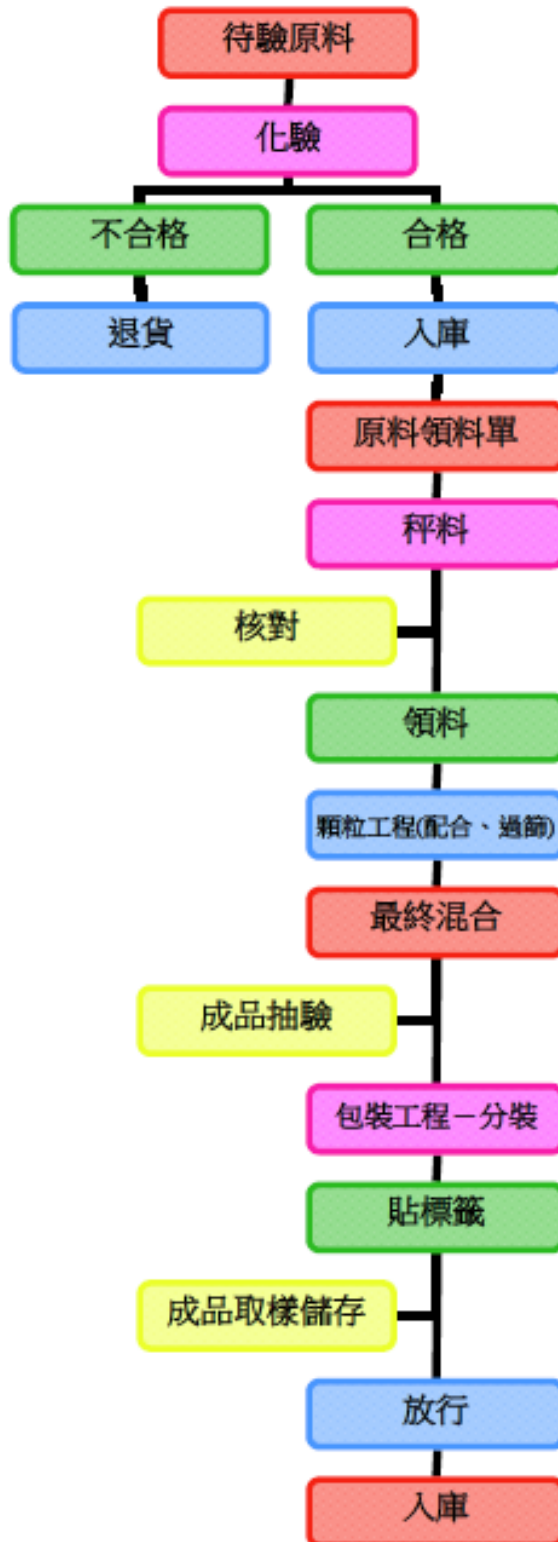 待驗原料
化驗
不合格
合格
退貨
入庫
原料領料單
秤料
核對
領料
顆粒工程(配合、過篩)
最終混合
成品抽驗
包裝工程－分裝
貼標籤
成品取樣儲存
放行
入庫